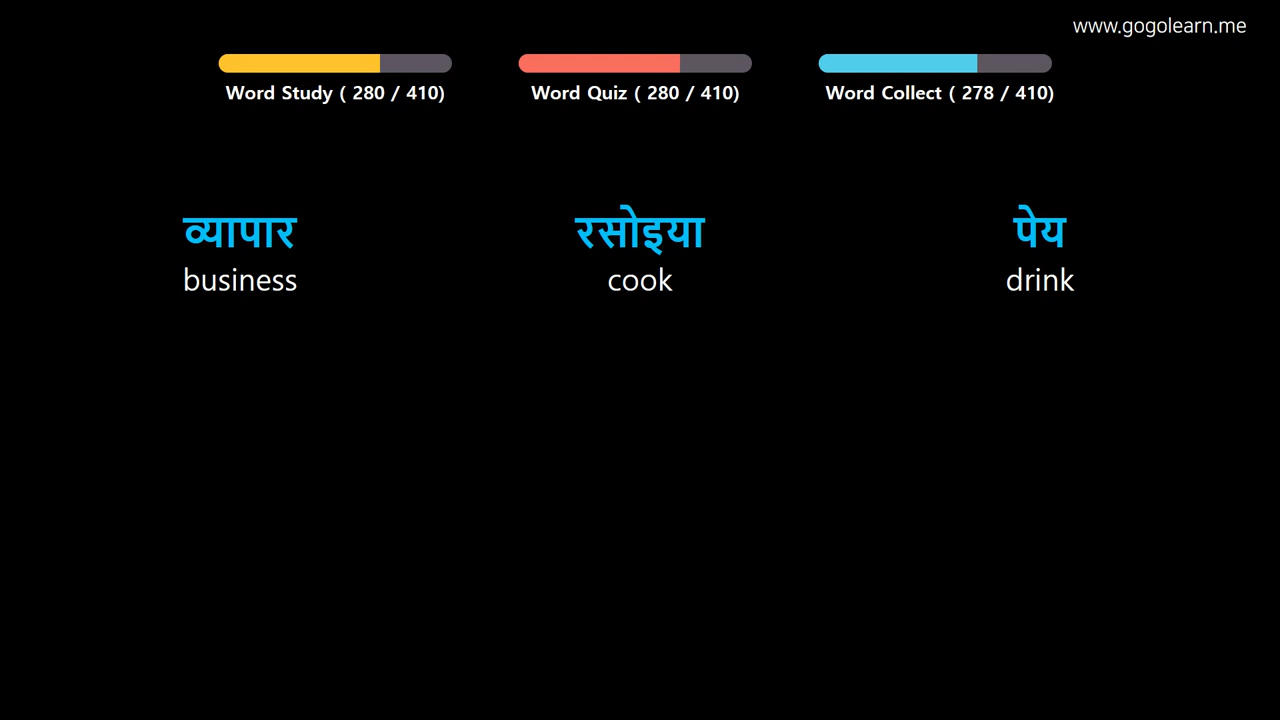 www.gogolearn.me
Word Study ( 280 / 410)
Word Quiz ( 280 / 410)
Word Collect ( 278 / 410)
व्यापार
business
रसोइया
cook
पेय
drink